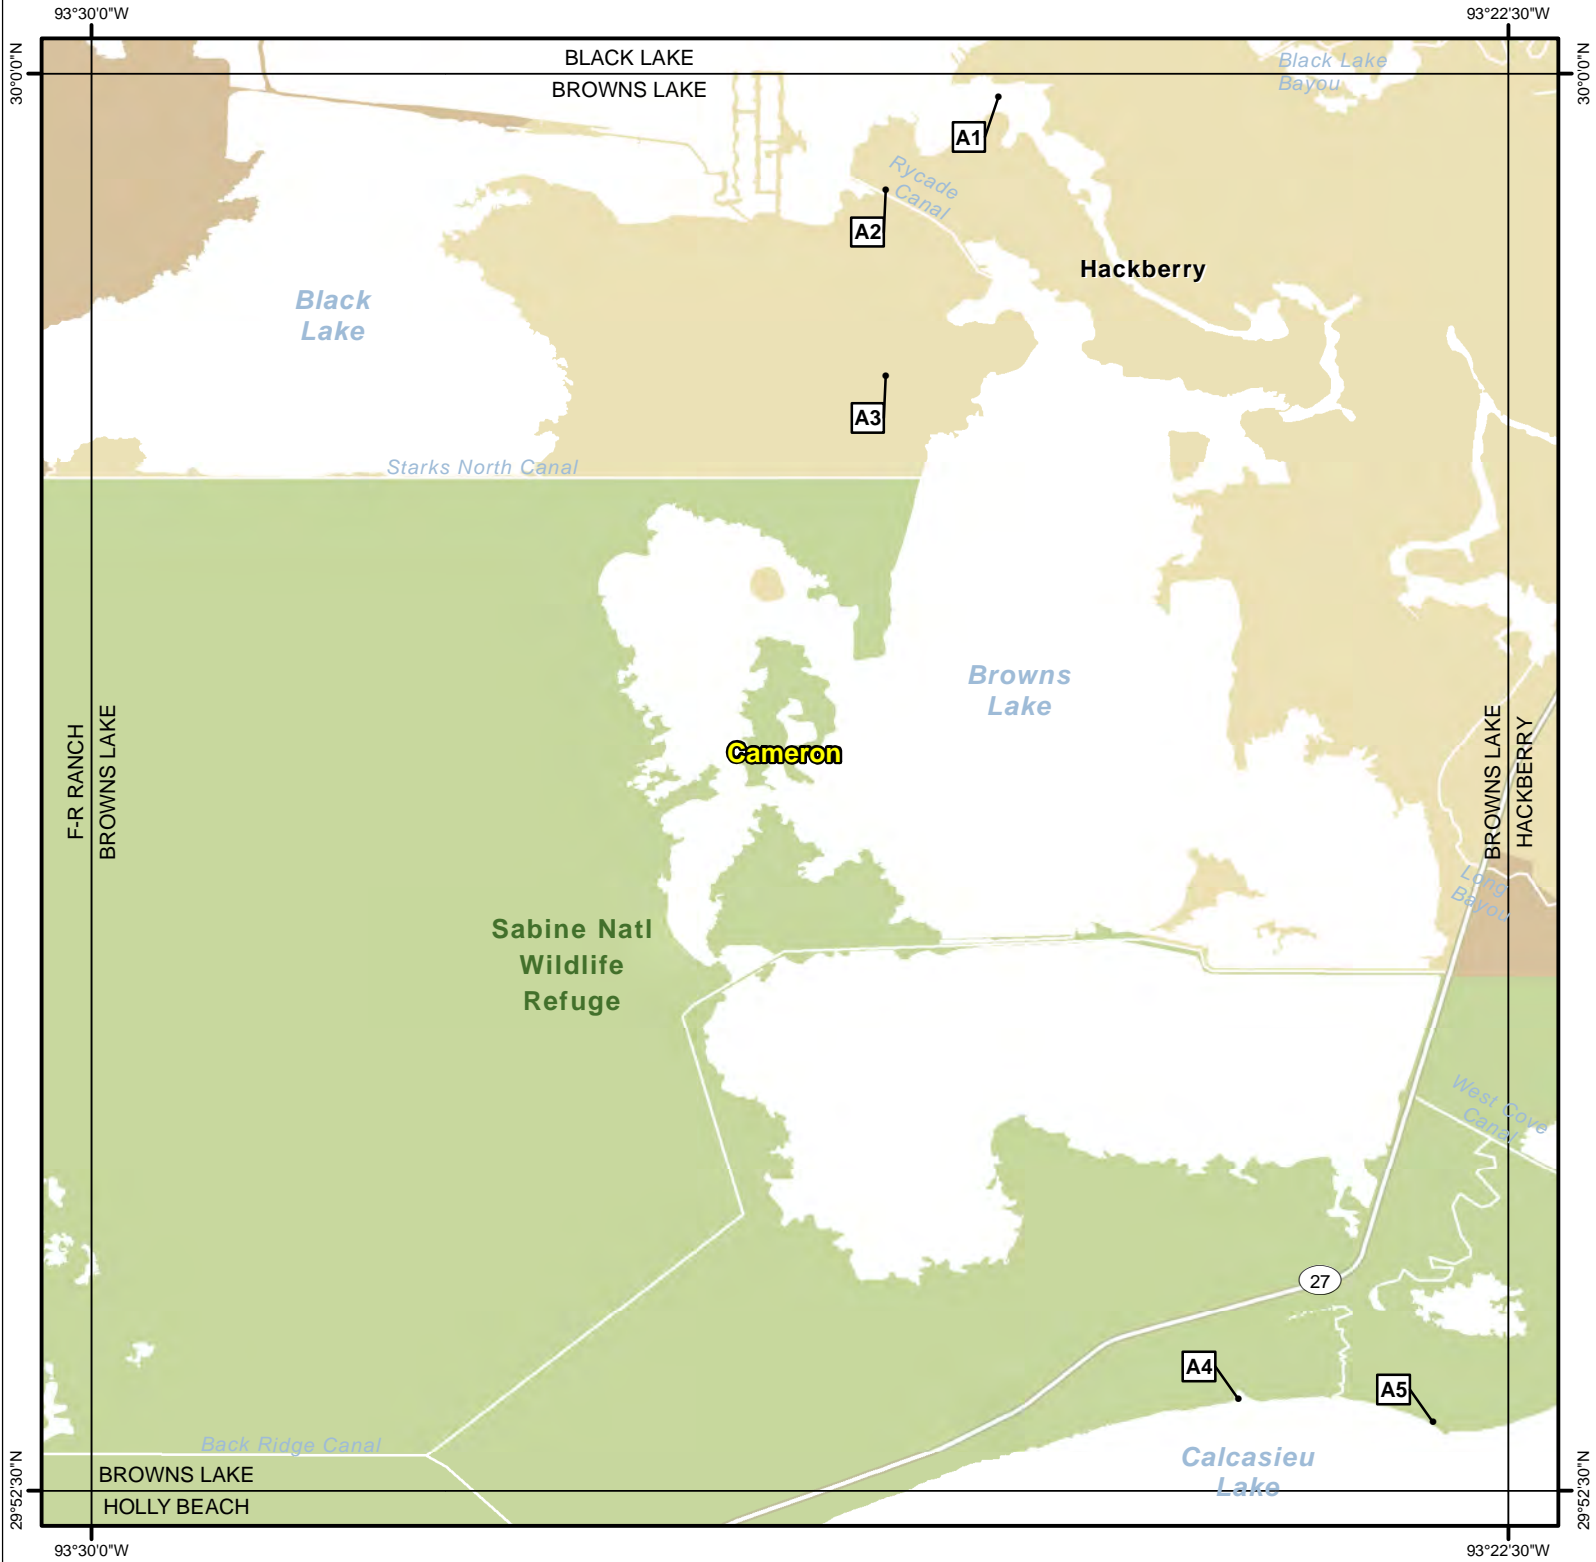 93°30'0"W
93°22'30"W
30°0'0"N
30°0'0"N
BLACK LAKE
BROWNS LAKE
Black Lake
Bayou
A1
Rycade
Canal
A2
Hackberry
Black
Lake
A3
Starks North Canal
Browns
Lake
Cameron
F-R RANCH
BROWNS LAKE
BROWNS LAKE
HACKBERRY
Long
Bayou
Sabine Natl
Wildlife
Refuge
West Cove
Canal
27
A4
A5
Back Ridge Canal
Calcasieu
Lake
BROWNS LAKE
HOLLY BEACH
29°52'30"N
29°52'30"N
93°30'0"W
93°22'30"W